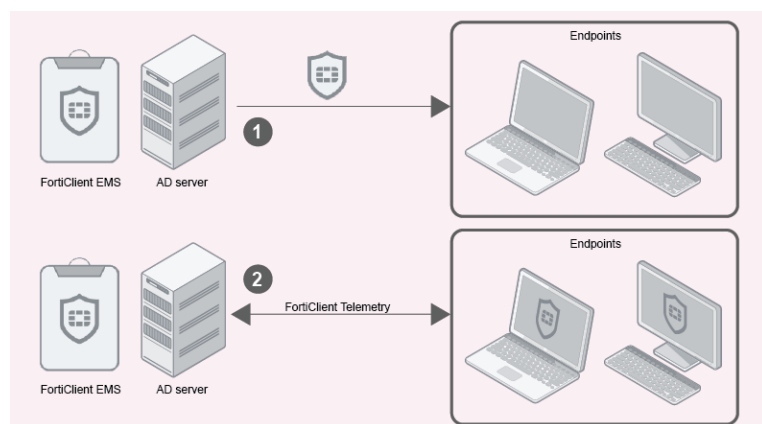 Endpoints
1
FortiClient EMS
AD server
Endpoints
2
FortiClient Telemetry
FortiClient EMS
AD server